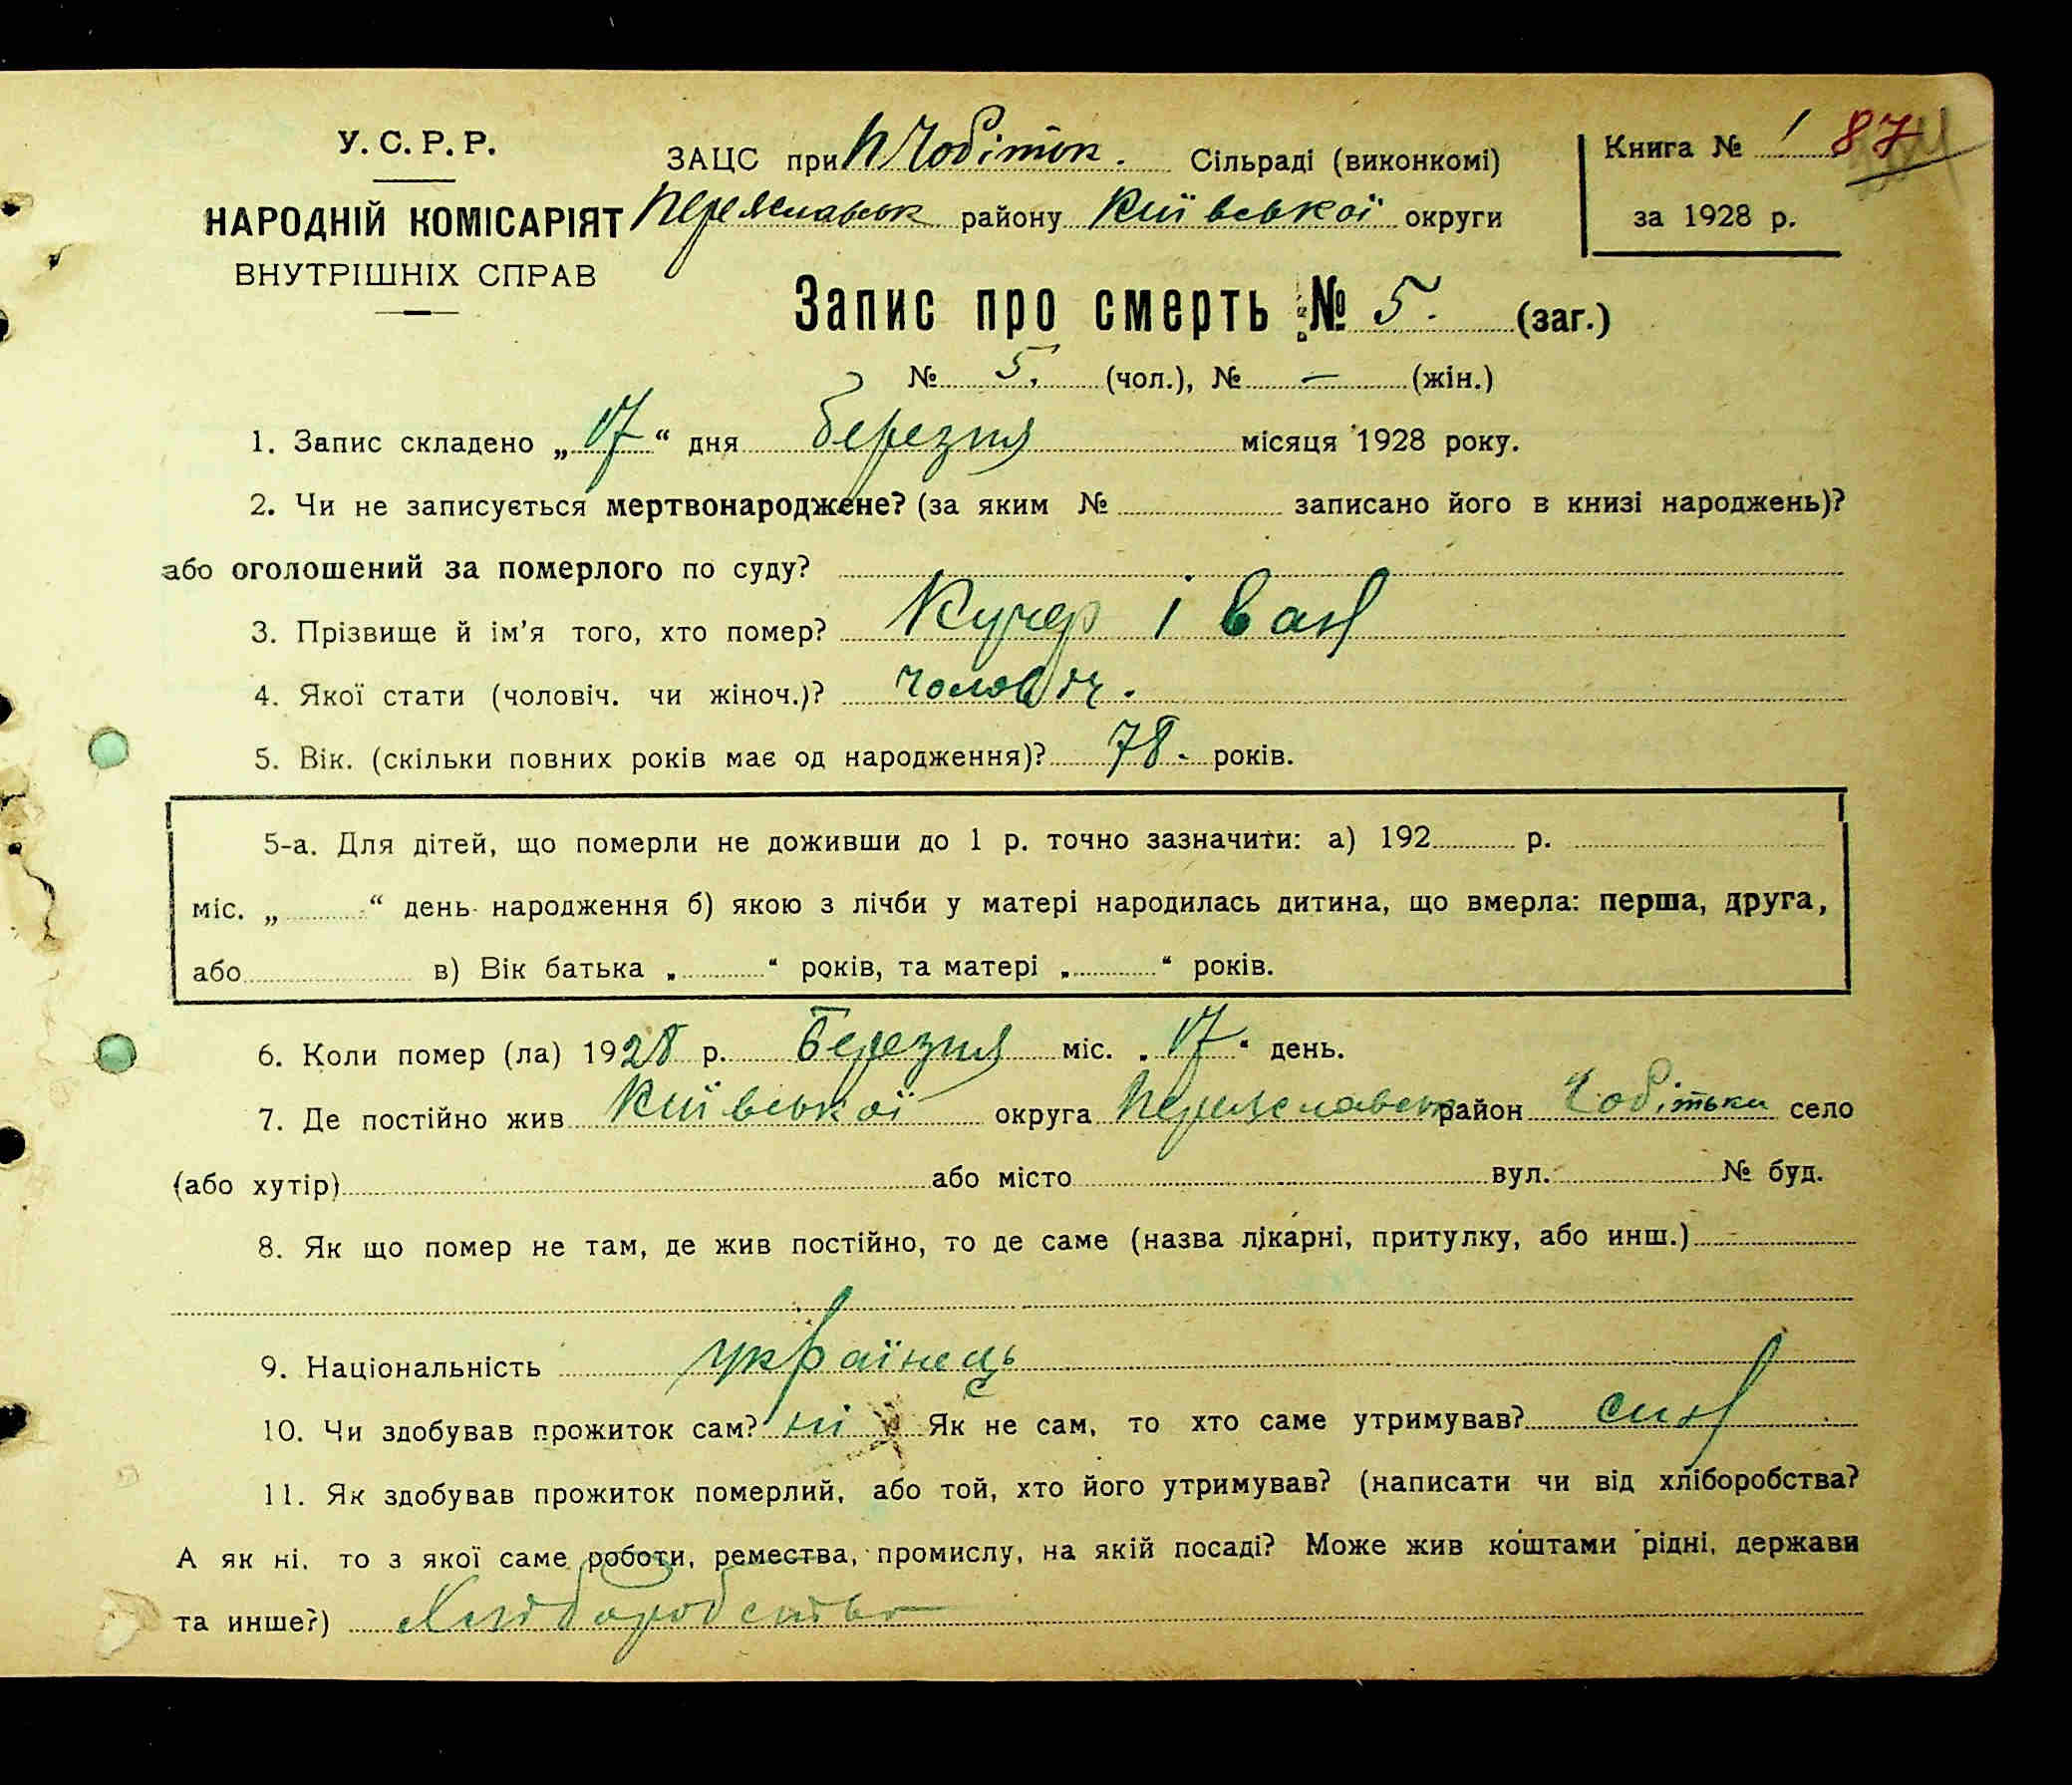 У. С. Р. Р.
НАРОДНІЙ КОМІСАРІЯТ
ВНУТРІШНІХ СПРАВ
ЗАЦС при Чобіток. Сільраді (виконкомі)
Переяславськ району Київської округи
Книга № 1 87
за 1928 р.
Запис про смерть № 5. (заг.)
№ 5. (чол.), № — (жін.)
1. Запис складено „17“ дня Березня місяця 1928 року.
2. Чи не записується мертвонароджене? (за яким № записано його в книзі народжень)?
або оголошений за померлого по суду?
3. Прізвище й ім’я того, хто помер? Кучер Іван
4. Якої стати (чоловіч. чи жіноч.)? чоловіч.
5. Вік. (скільки повних років має од народження)? 78. років.
5-а. Для дітей, що померли не доживши до 1 р. точно зазначити: а) 192 р.
міс. „ “ день народження б) якою з лічби у матері народилась дитина, що вмерла: перша, друга,
або в) Вік батька „ “ років, та матері „ “ років.
6. Коли помер (ла) 1928 р. Березня міс. „17“ день.
7. Де постійно жив Київської округа Переяславськ район Чобітьки село
(або хутір) або місто вул. № буд.
8. Як що помер не там, де жив постійно, то де саме (назва лікарні, притулку, або инш.)
9. Національність українець
10. Чи здобував прожиток сам? ні Як не сам, то хто саме утримував? син
11. Як здобував прожиток померлий, або той, хто його утримував? (написати чи від хліборобства?
А як ні, то з якої саме роботи, ремества, промислу, на якій посаді? Може жив коштами рідні, держави
та инше?) Хліборобство